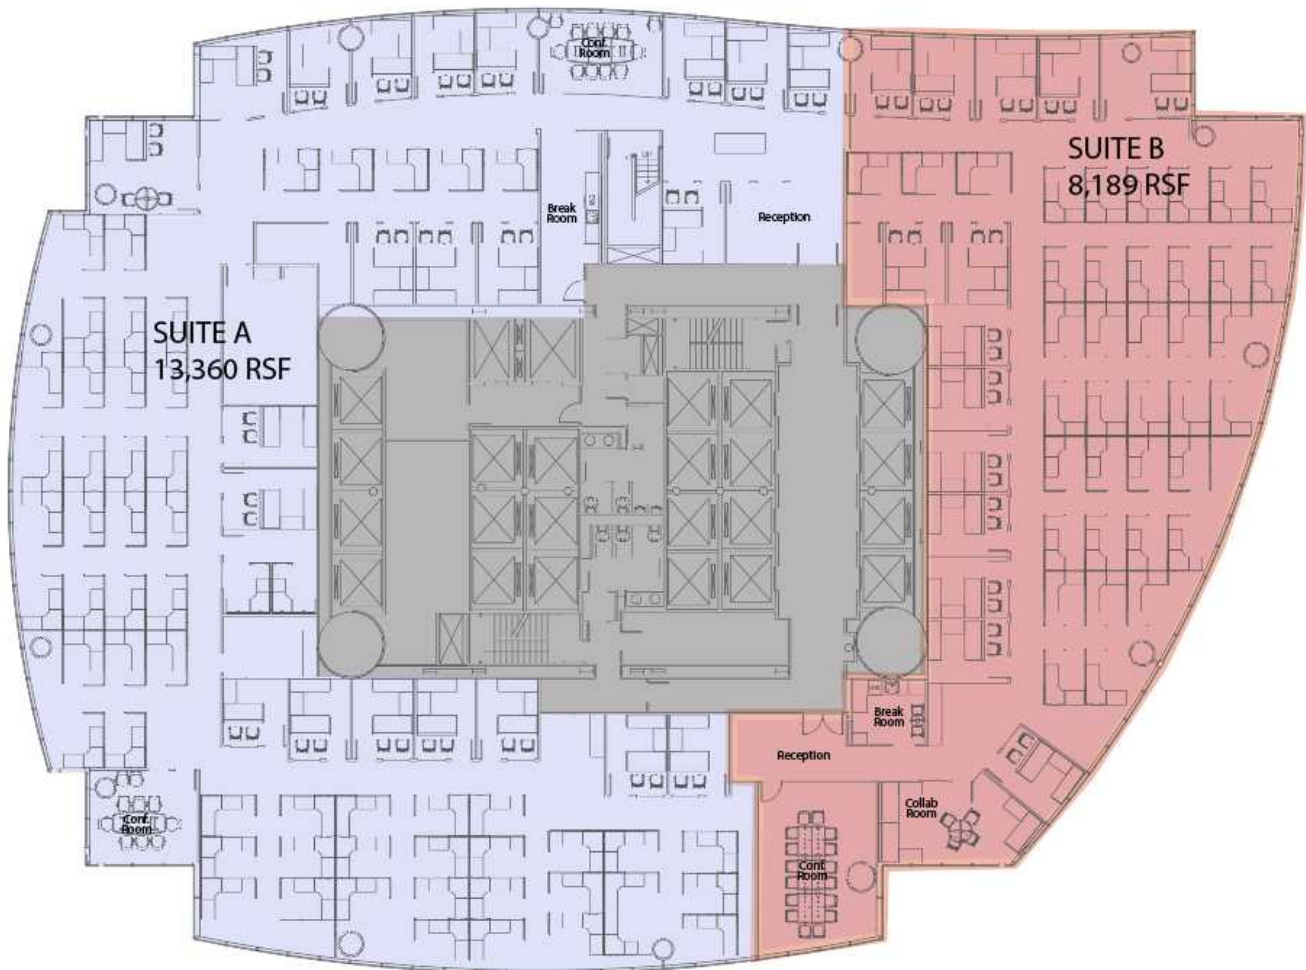 Conf.
Room
SUITE B
8,189 RSF
Break
Room
Reception
SUITE A
13,360 RSF
Break
Room
Reception
Collab
Room
Conf.
Room
Conf.
Room